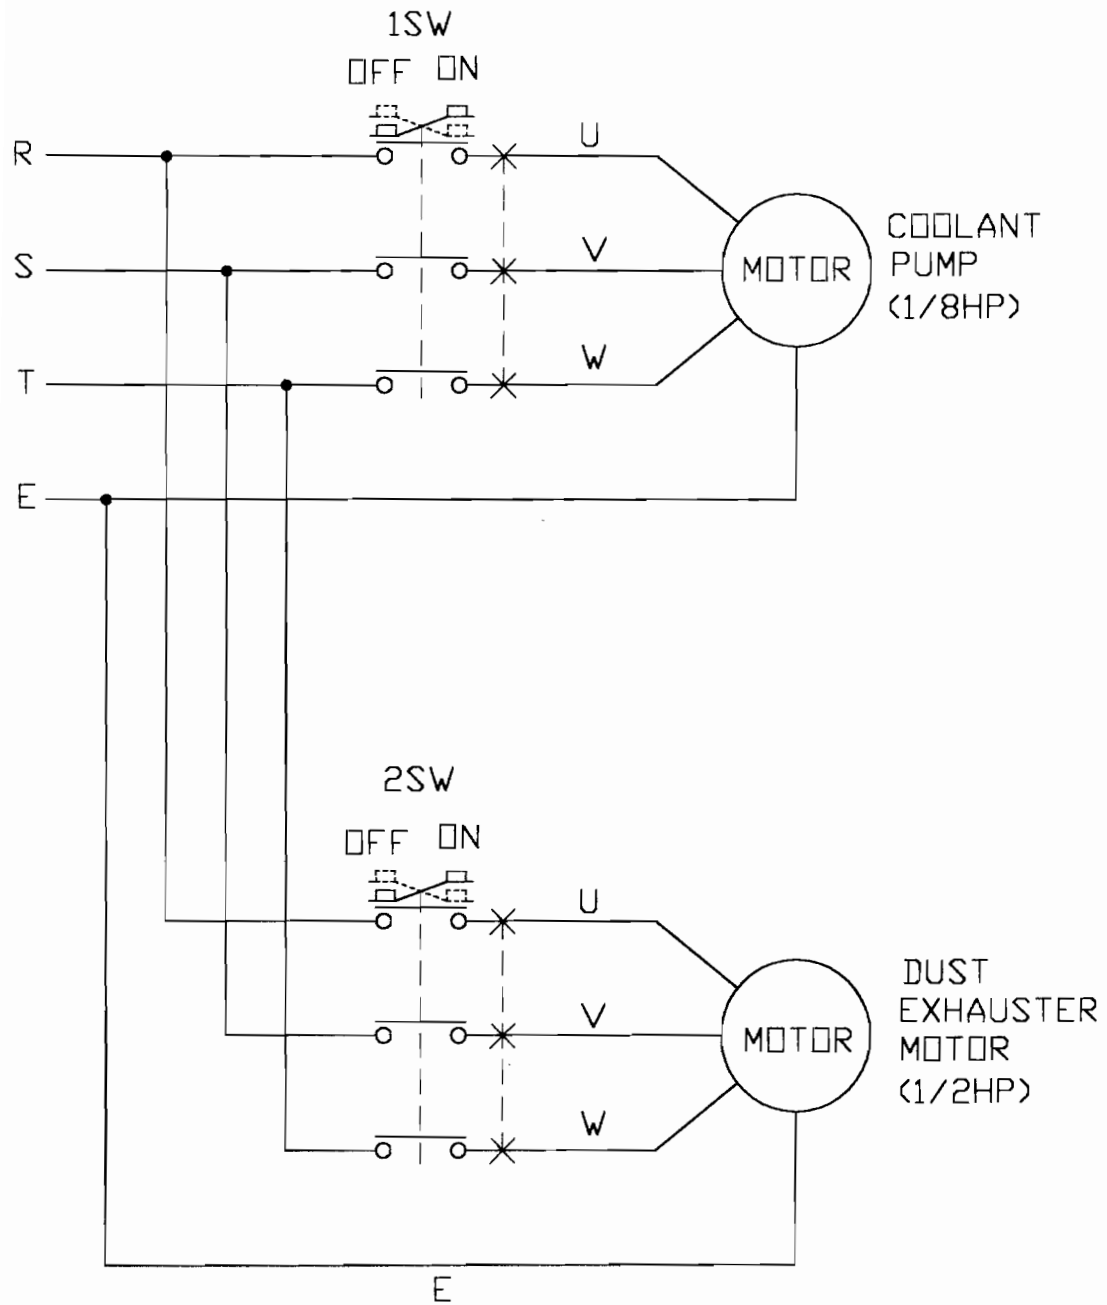 1SW
OFF ON
R
U
S
V
MOTOR
COOLANT
PUMP
(1/8HP)
T
W
E
2SW
OFF ON
U
V
MOTOR
DUST
EXHAUSTER
MOTOR
(1/2HP)
W
E